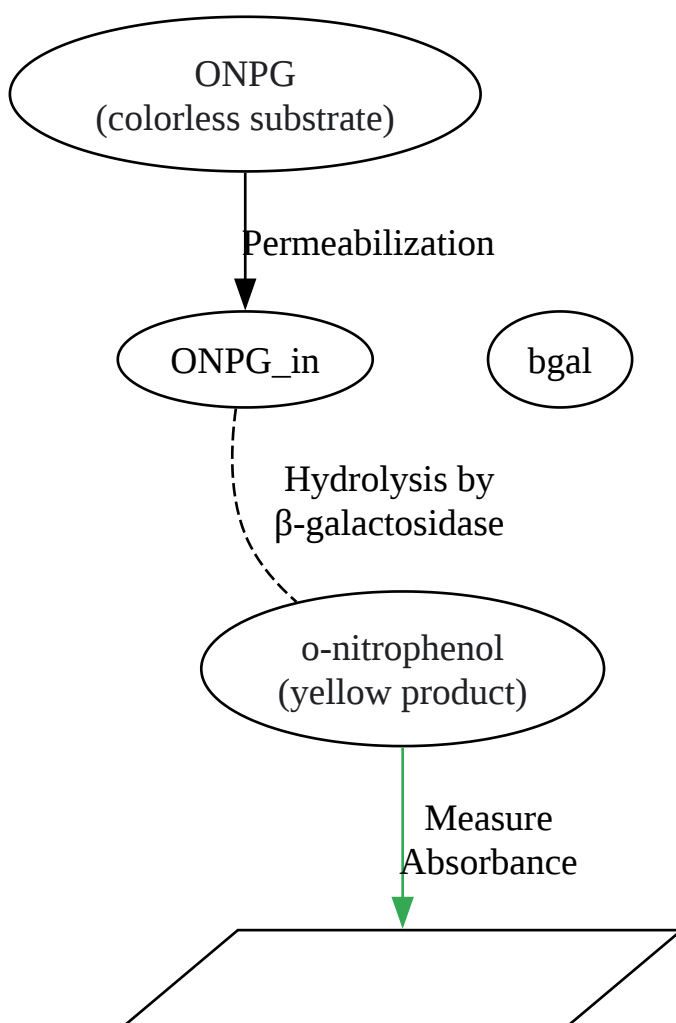 ONPG
(colorless substrate)
Permeabilization
ONPG_in
bgal
Hydrolysis by
β-galactosidase
o-nitrophenol
(yellow product)
Measure
Absorbance